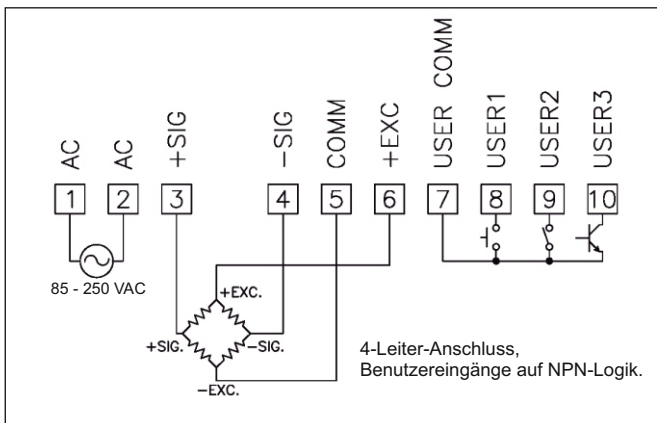 AC
AC
+SIG
−SIG
COMM
+EXC
USER COMM
USER1
USER2
USER3
1
2
3
4
5
6
7
8
9
10
85 - 250 VAC
+EXC.
+SIG.
−SIG.
−EXC.
4-Leiter-Anschluss,
Benutzereingänge auf NPN-Logik.